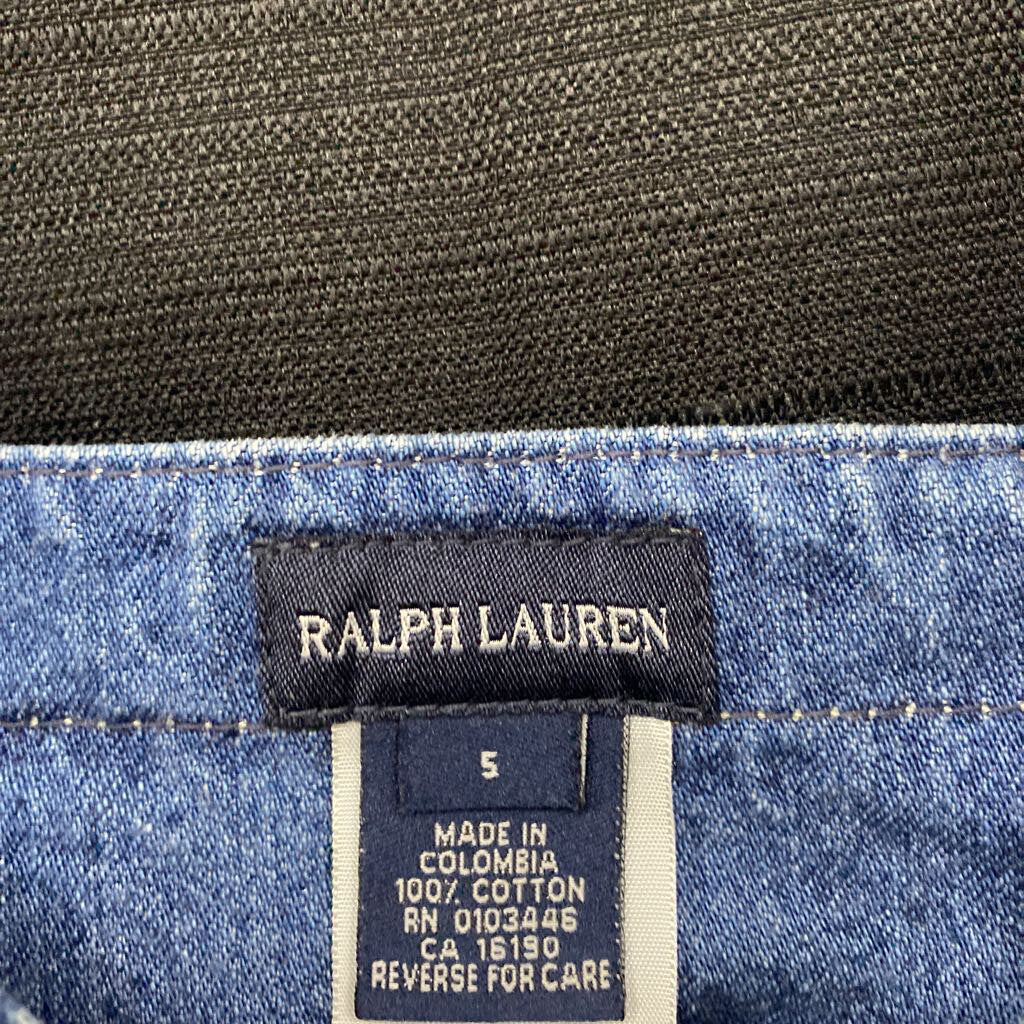 RALPH LAUREN
5
MADE IN
COLOMBIA
100% COTTON
RN 0103446
CA 16190
REVERSE FOR CARE